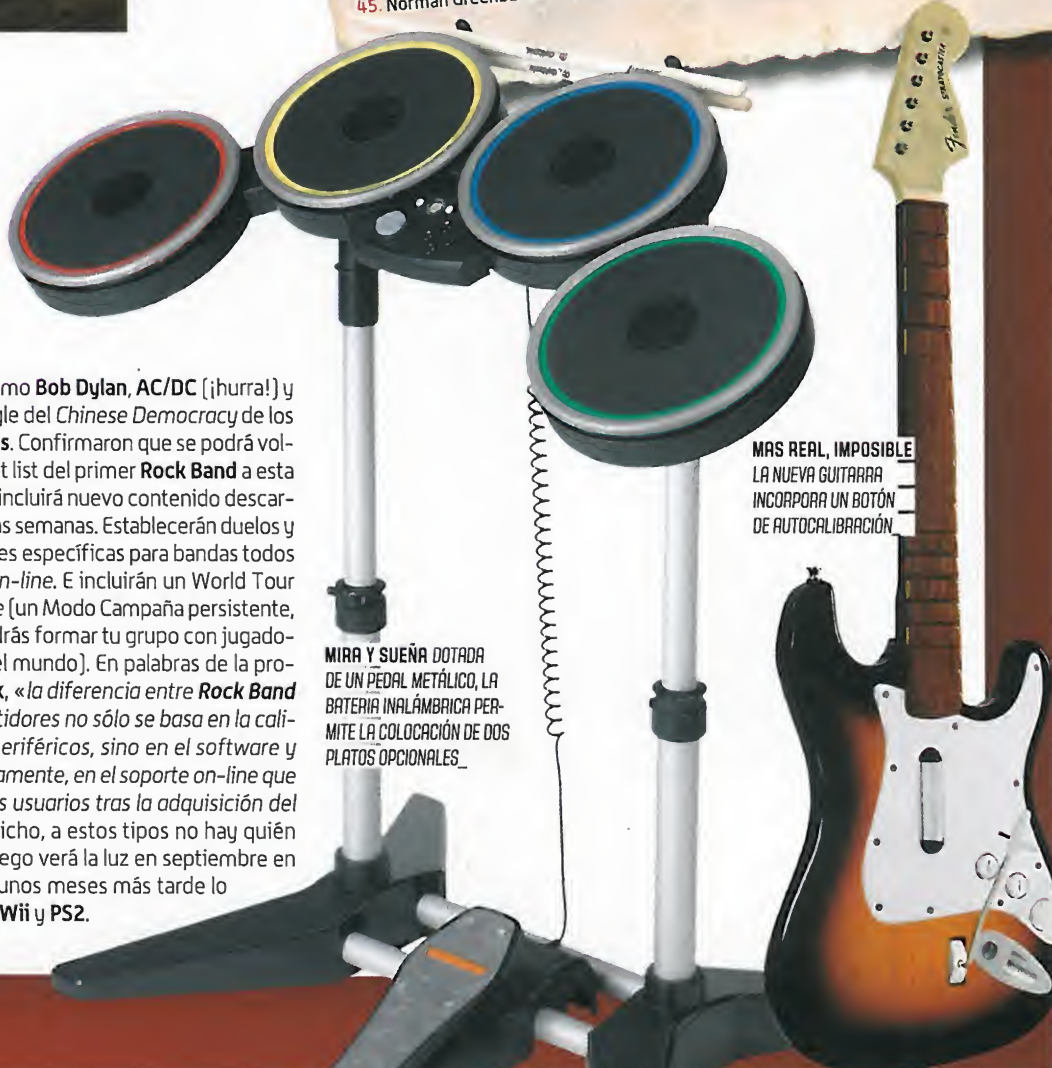 45. Norman
Fender STRATOCASTER
mo Bob Dylan, AC/DC (¡hurra!) y
gle del Chinese Democracy de los
s. Confirmaron que se podrá vol-
t list del primer Rock Band a esta
incluirá nuevo contenido descar-
as semanas. Establecerán duelos y
es específicas para bandas todos
n-line. E incluirán un World Tour
e (un Modo Campaña persistente,
drás formar tu grupo con jugado-
el mundo). En palabras de la pro-
x, «la diferencia entre Rock Band
tidores no sólo se basa en la cali-
eriféricos, sino en el software y
amente, en el soporte on-line que
s usuarios tras la adquisición del
icho, a estos tipos no hay quién
ego verá la luz en septiembre en
unos meses más tarde lo
Wii y PS2.
MIRA Y SUEÑA DOTADA
DE UN PEDAL METÁLICO, LA
BATERIA INALÁMBRICA PER-
MITE LA COLOCACIÓN DE DOS
PLATOS OPCIONALES_
MAS REAL, IMPOSIBLE
LA NUEVA GUITARRA
INCORPORA UN BOTÓN
DE AUTOCALIBRACIÓN_